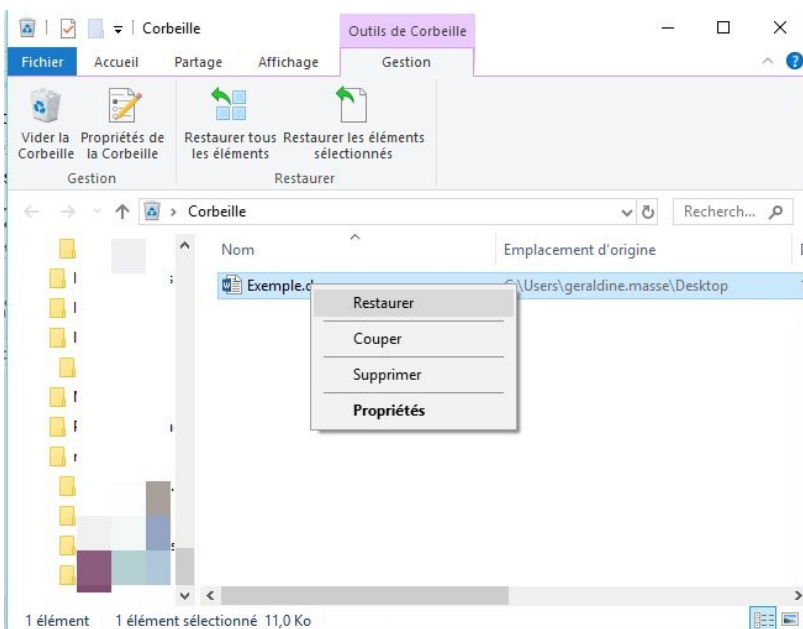 Corbeille
Outils de Corbeille
Fichier Accueil Partage Affichage Gestion
Vider la Corbeille
Propriétés de la Corbeille
Restaurer tous les éléments
Restaurer les éléments sélectionnés
Gestion
Restaurer
Corbeille
Recherch...
Nom
Emplacement d'origine
Exemple.d
C:\Users\geraldine.masse\Desktop
Restaurer
Couper
Supprimer
Propriétés
1 élément 1 élément sélectionné 11,0 Ko